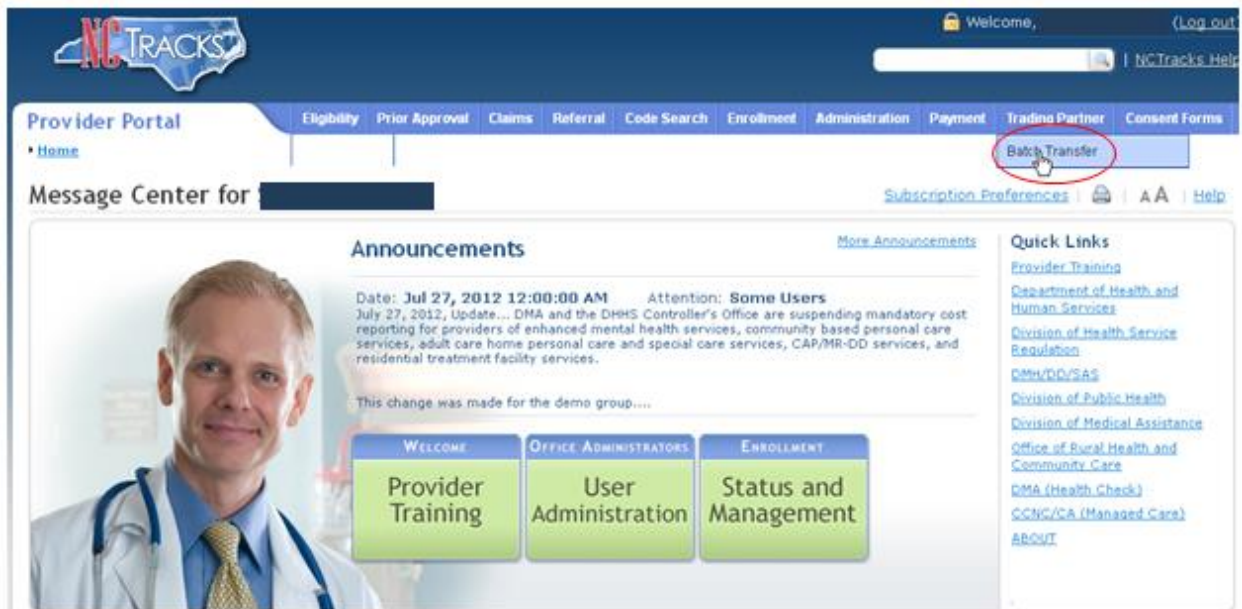 NCTRACKS
Welcome, (Log out
| NCTracks Help
Provider Portal
Eligibility Prior Approval Claims Referral Code Search Enrollment Administration Payment Trading Partner Consent Forms
Home
Batch Transfer
Message Center for
Subscription Preferences | | A A | Help
Announcements
More Announcements
Date: Jul 27, 2012 12:00:00 AM Attention: Some Users
July 27, 2012, Update... DMA and the DHHS Controller's Office are suspending mandatory cost
reporting for providers of enhanced mental health services, community based personal care
services, adult care home personal care and special care services, CAP/MR-DD services, and
residential treatment facility services.
This change was made for the demo group....
WELCOME
Provider
Training
OFFICE ADMINISTRATORS
User
Administration
ENROLLMENT
Status and
Management
Quick Links
Provider Training
Department of Health and
Human Services
Division of Health Service
Regulation
DMH/DD/SAS
Division of Public Health
Division of Medical Assistance
Office of Rural Health and
Community Care
DMA (Health Check)
CCNC/CA (Managed Care)
ABOUT